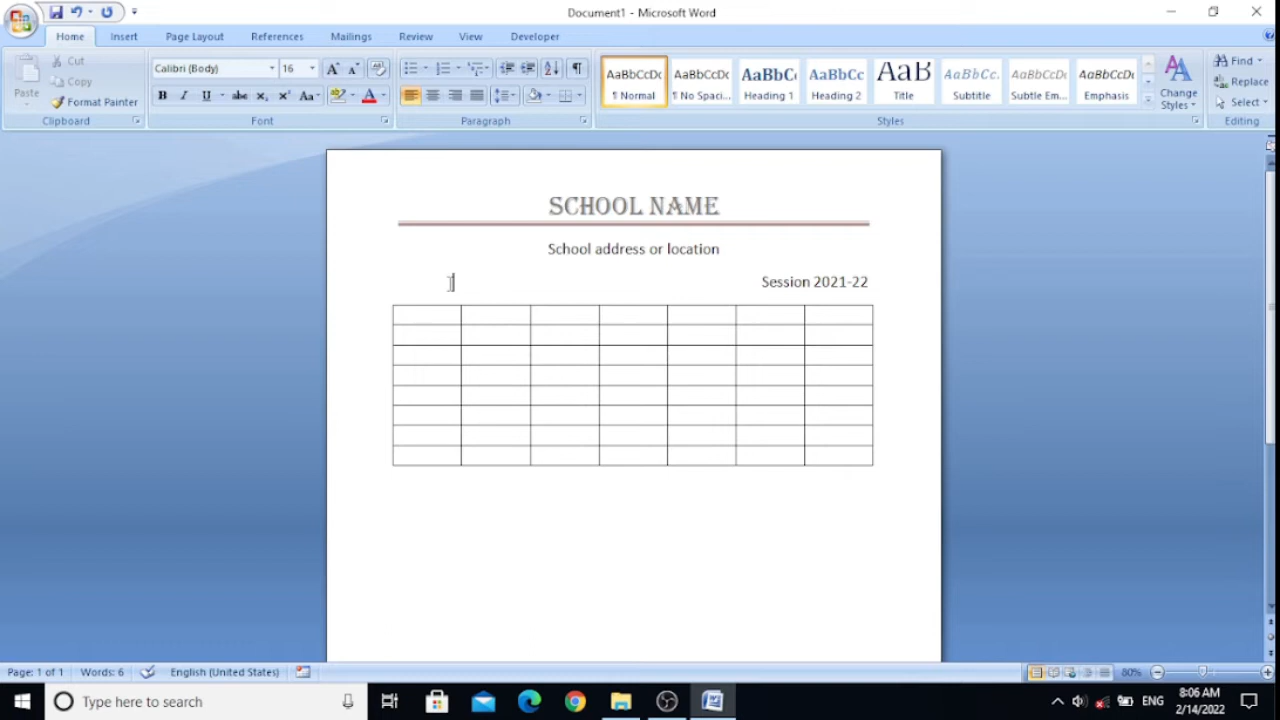 Document1 - Microsoft Word
Home Insert Page Layout References Mailings Review View Developer
Paste
Cut
Copy
Format Painter
Clipboard
Calibri (Body) 16
Font
Paragraph
AaBbCcDc AaBbCcDc AaBbC AaBbCc AaB AaBbCc. AaBbCcDc AaBbCcDc
¶ Normal ¶ No Spaci... Heading 1 Heading 2 Title Subtitle Subtle Em... Emphasis
Styles
Change
Styles
Find
Replace
Select
Editing
SCHOOL NAME
School address or location
Session 2021-22
Page: 1 of 1 Words: 6 English (United States) 80%
Type here to search
ENG
8:06 AM
2/14/2022